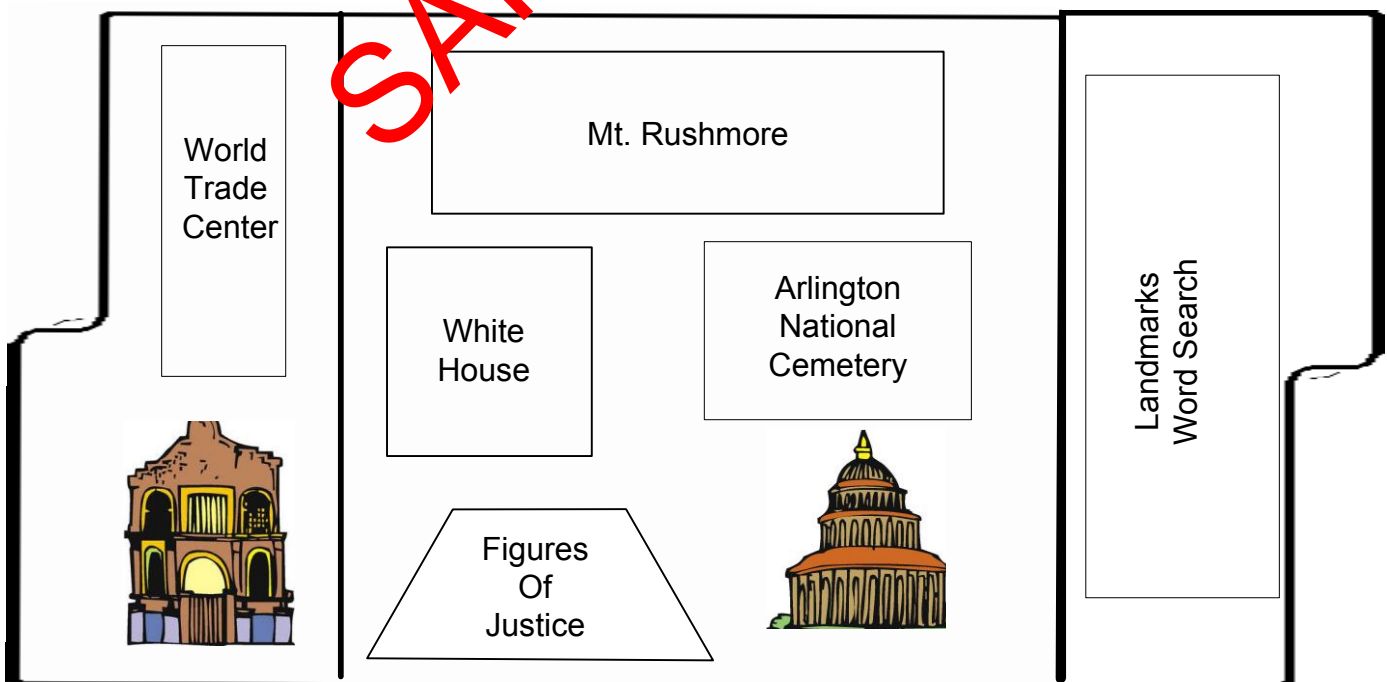 World
Trade
Center
Mt. Rushmore
White
House
Arlington
National
Cemetery
Figures
Of
Justice
Landmarks
Word Search